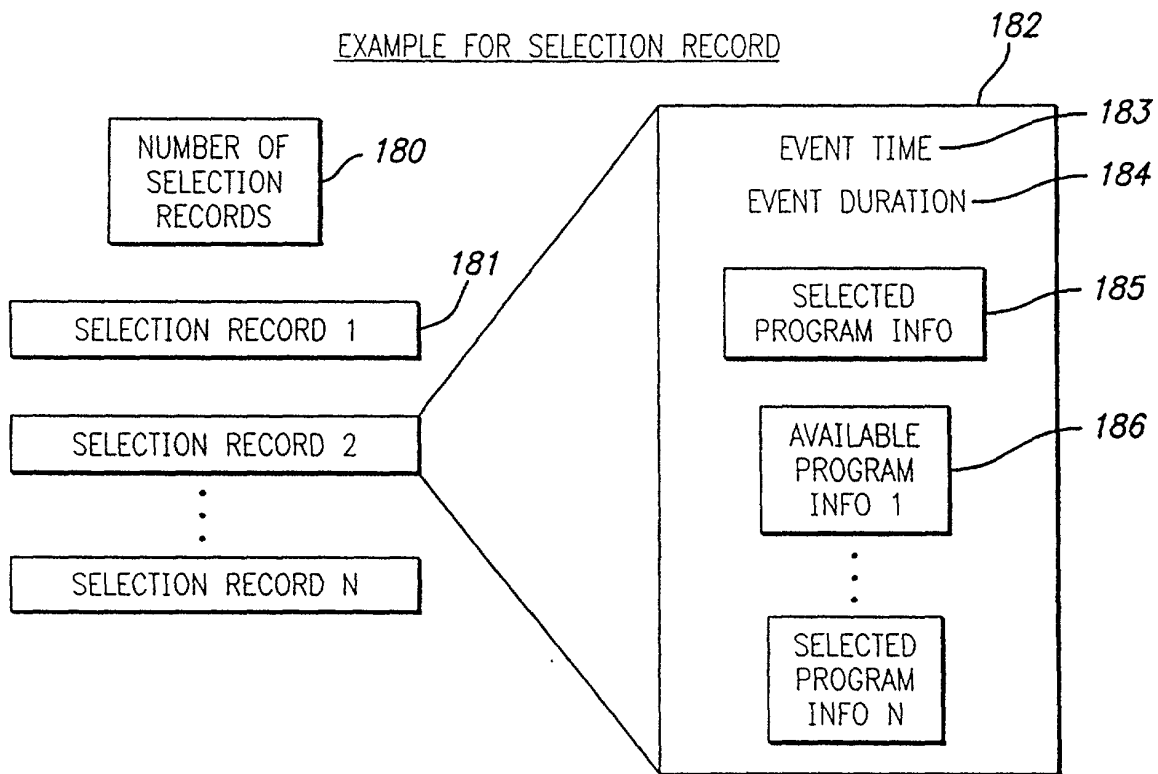 EXAMPLE FOR SELECTION RECORD
NUMBER OF
SELECTION
RECORDS
180
SELECTION RECORD 1
181
SELECTION RECORD 2
SELECTION RECORD N
182
EVENT TIME
183
EVENT DURATION
184
SELECTED
PROGRAM INFO
185
AVAILABLE
PROGRAM
INFO 1
186
SELECTED
PROGRAM
INFO N